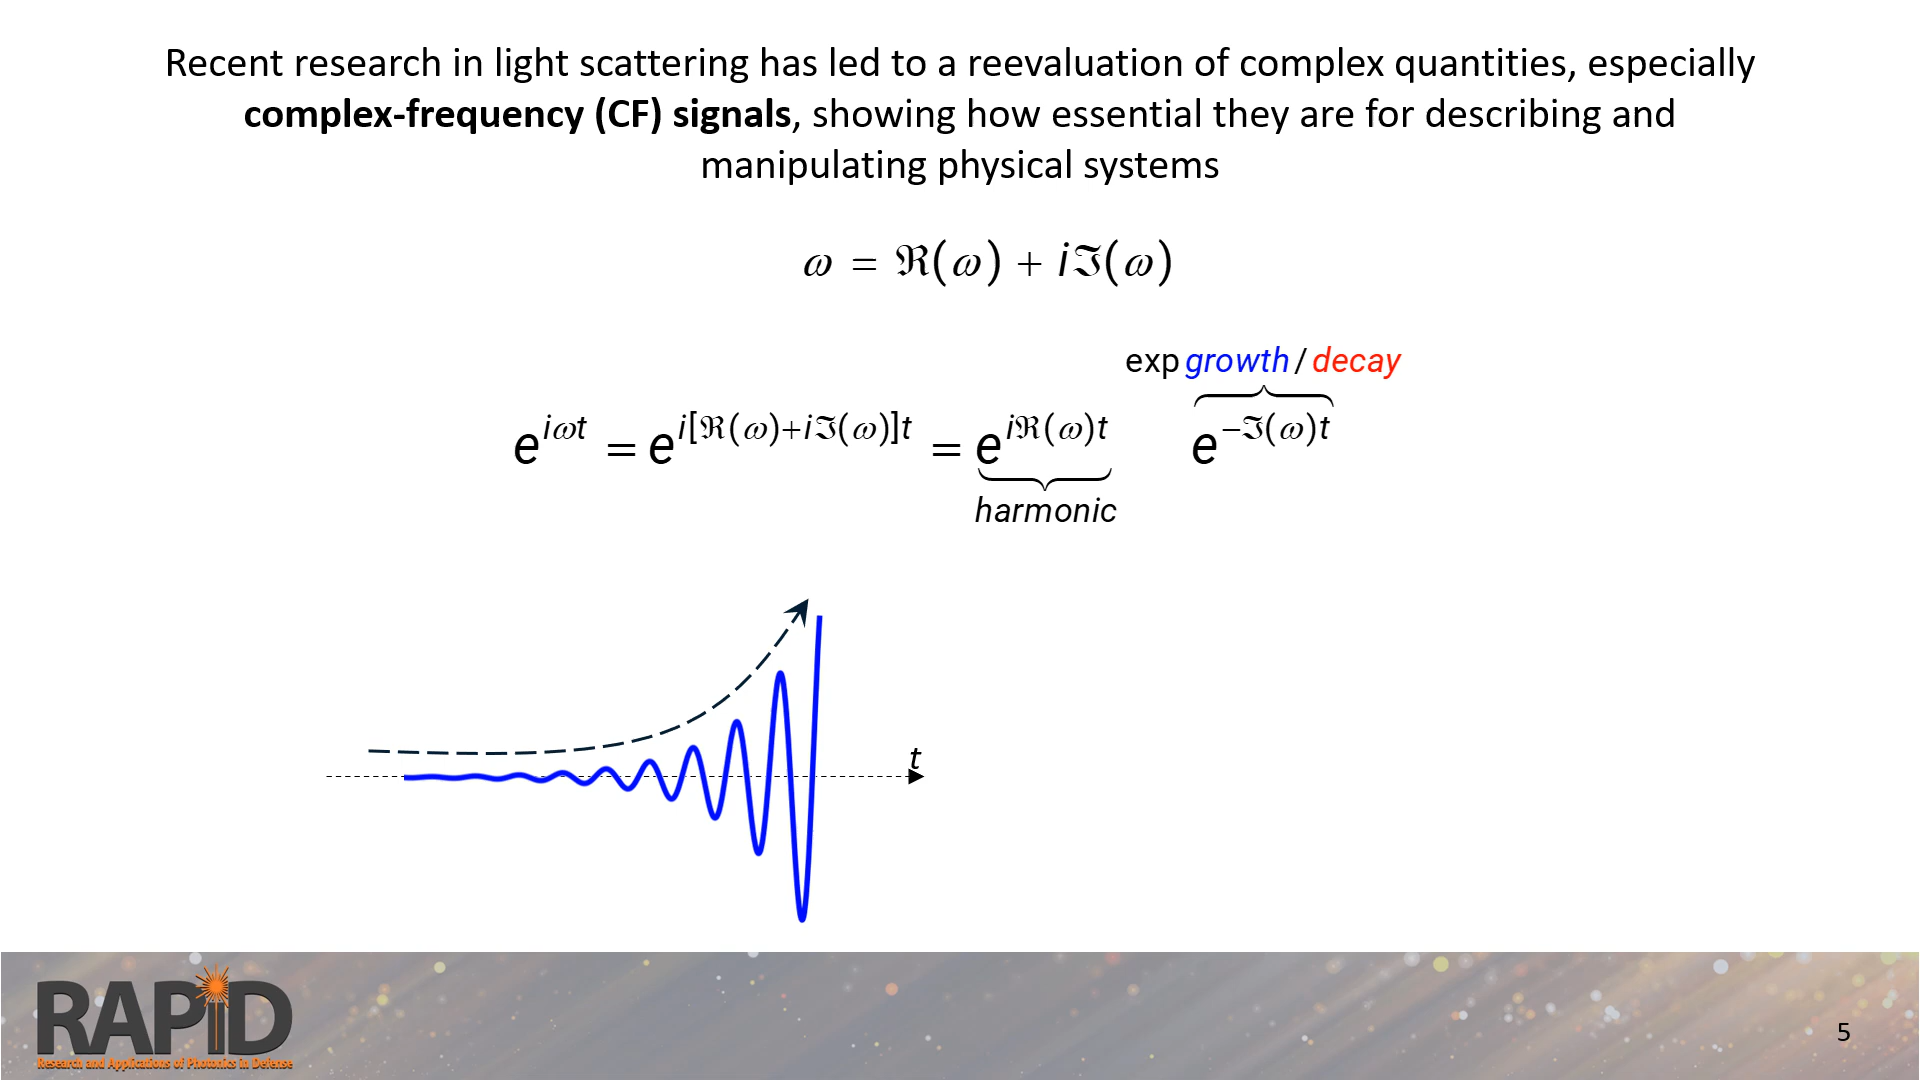 Recent research in light scattering has led to a reevaluation of complex quantities, especially
complex-frequency (CF) signals, showing how essential they are for describing and
manipulating physical systems
ω = ℜ(ω) + iℑ(ω)
exp growth / decay
e^{iωt} = e^{i[ℜ(ω)+iℑ(ω)]t} = e^{iℜ(ω)t} e^{−ℑ(ω)t}
harmonic
t
RAPID
Research and Applications of Photonics in Defense
5